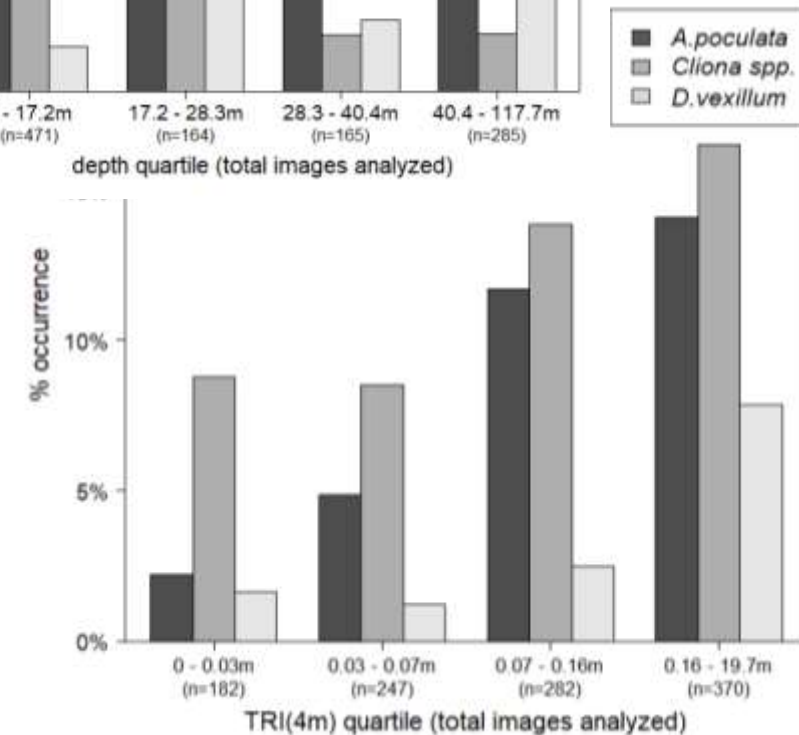 - 17.2m 17.2 - 28.3m 28.3 - 40.4m 40.4 - 117.7m
(n=471) (n=164) (n=165) (n=285)
depth quartile (total images analyzed)
A.poculata
Cliona spp.
D.vexillum
% occurrence
10%
5%
0%
0 - 0.03m 0.03 - 0.07m 0.07 - 0.16m 0.16 - 19.7m
(n=182) (n=247) (n=282) (n=370)
TRI(4m) quartile (total images analyzed)